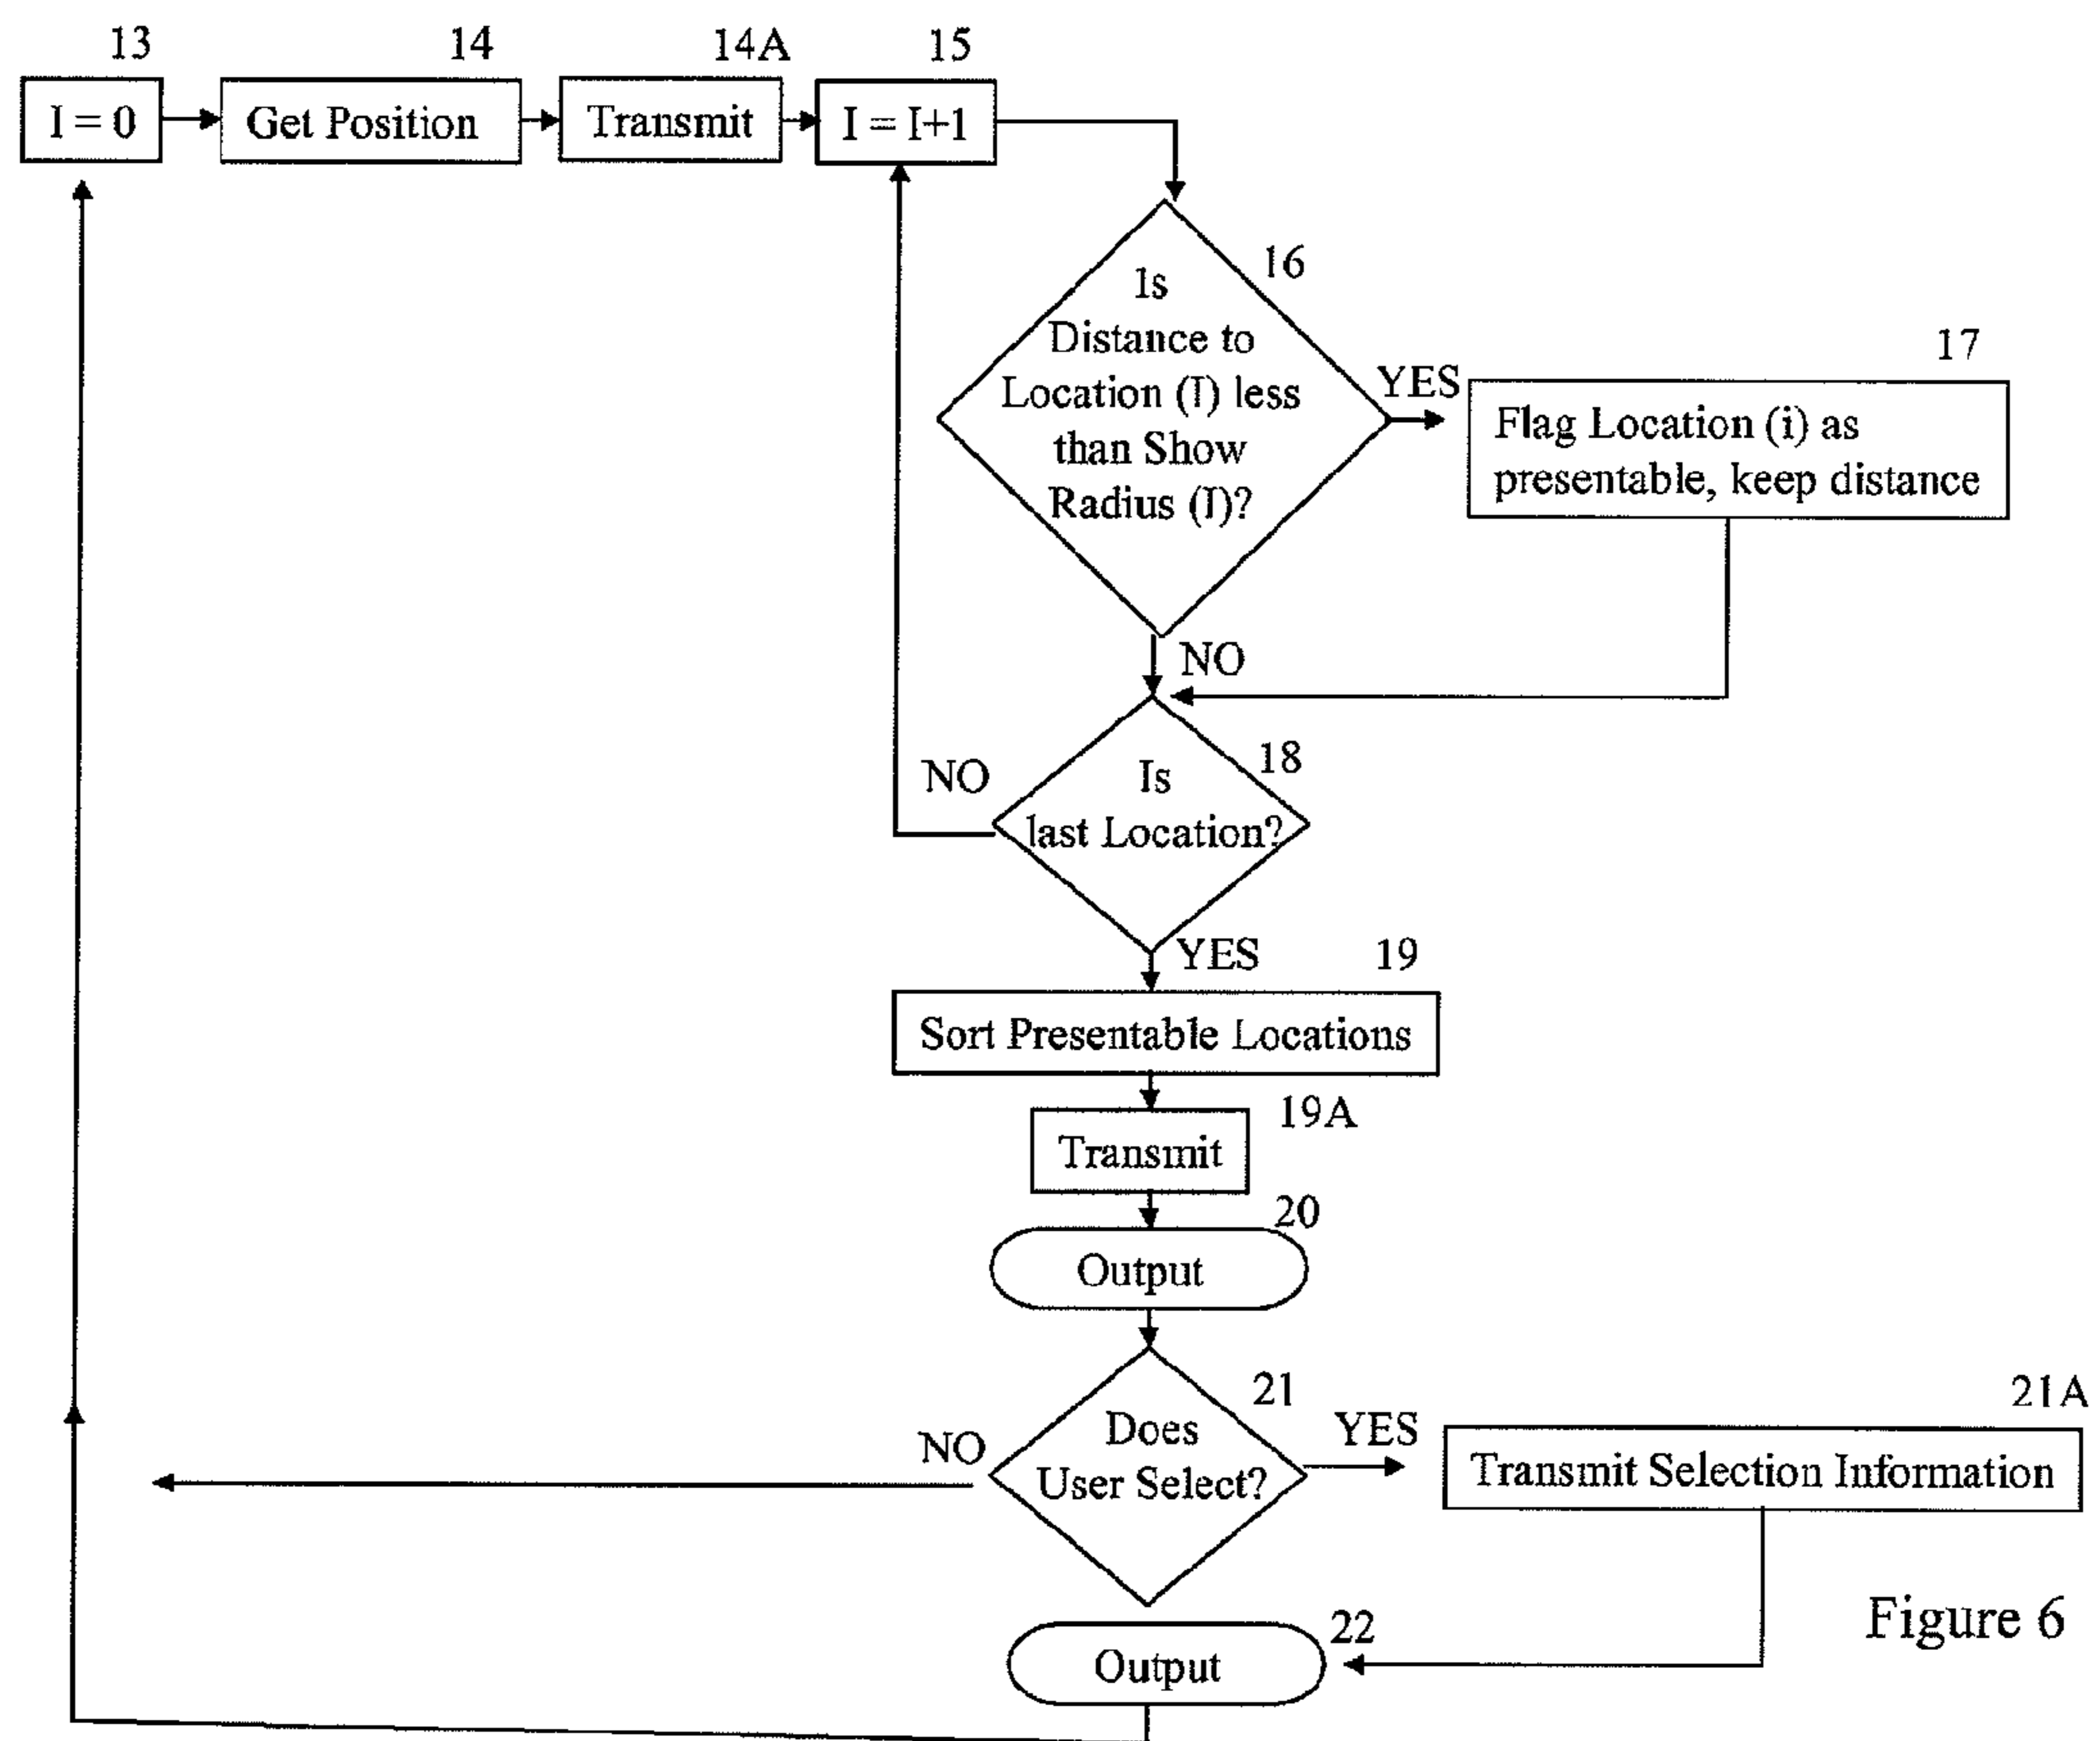 13
I = 0
14
Get Position
14A
Transmit
15
I = I+1
16
Is
Distance to
Location (I) less
than Show
Radius (I)?
YES
17
Flag Location (i) as
presentable, keep distance
NO
18
Is
last Location?
NO
YES
19
Sort Presentable Locations
19A
Transmit
20
Output
21
Does
User Select?
NO
YES
21A
Transmit Selection Information
22
Output
Figure 6